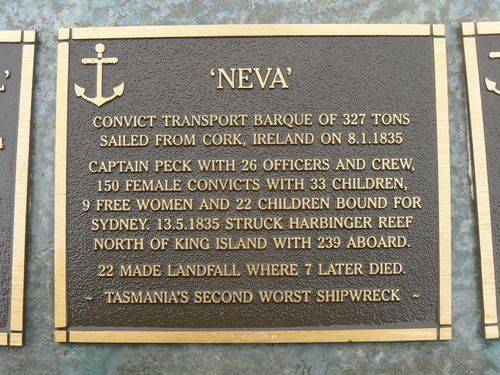 'NEVA'
CONVICT TRANSPORT BARQUE OF 327 TONS
SAILED FROM CORK, IRELAND ON 8.1.1835
CAPTAIN PECK WITH 26 OFFICERS AND CREW,
150 FEMALE CONVICTS WITH 33 CHILDREN,
9 FREE WOMEN AND 22 CHILDREN BOUND FOR
SYDNEY. 13.5.1835 STRUCK HARBINGER REEF
NORTH OF KING ISLAND WITH 239 ABOARD.
22 MADE LANDFALL WHERE 7 LATER DIED.
~ TASMANIA'S SECOND WORST SHIPWRECK ~